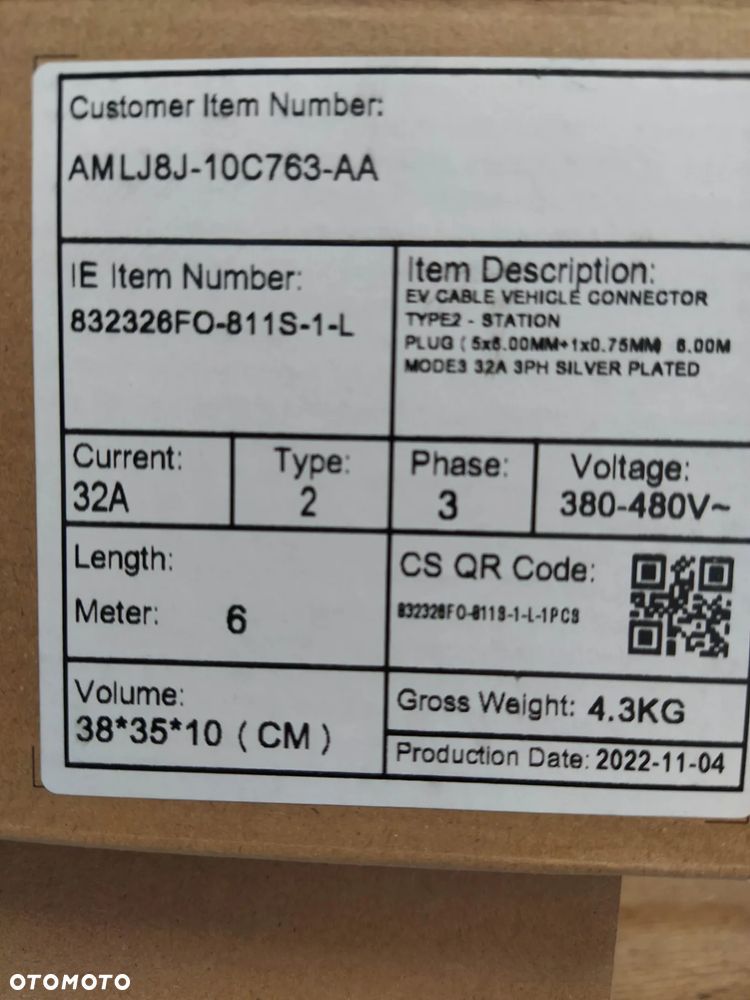 Customer Item Number:
AMLJ8J-10C763-AA
IE Item Number:
832326FO-811S-1-L
Item Description:
EV CABLE VEHICLE CONNECTOR
TYPE2 - STATION
PLUG ( 5x6.00MM+1x0.75MM) 6.00M
MODE3 32A 3PH SILVER PLATED
Current:
32A
Type:
2
Phase:
3
Voltage:
380-480V~
Length:
Meter: 6
CS QR Code:
832326FO-811S-1-L-1PCS
Volume:
38*35*10 ( CM )
Gross Weight: 4.3KG
Production Date: 2022-11-04
OTOMOTO